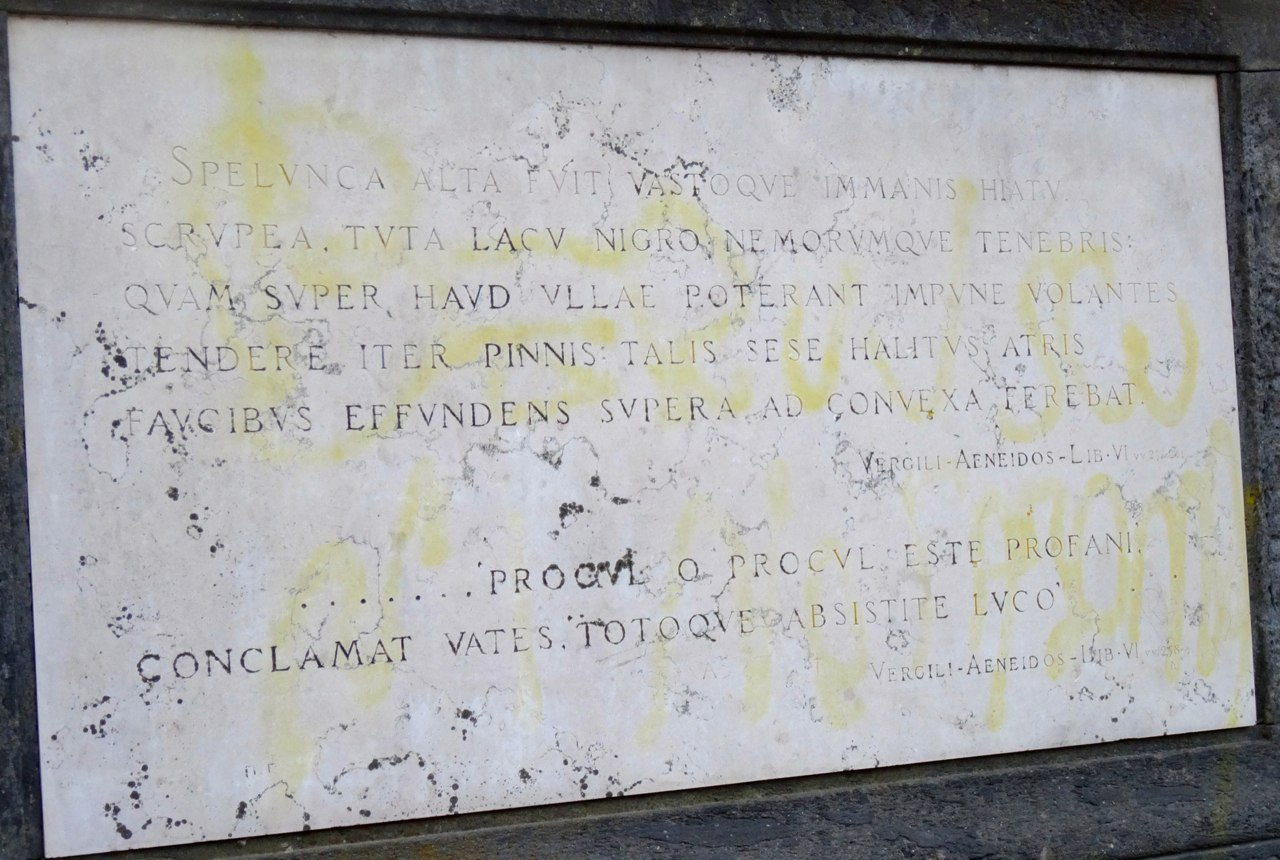 SPELVNCA ALTA FVIT VASTOQVE IMMANIS HIATV.
SCRVPEA, TVTA LACV NIGRO NEMORVMQVE TENEBRIS:
QVAM SVPER HAVD VLLAE POTERANT IMPVNE VOLANTES
TENDERE ITER PINNIS: TALIS SESE HALITVS ATRIS
FAVCIBVS EFFVNDENS SVPERA AD CONVEXA FEREBAT.
VERGILI-AENEIDOS-LIB·VI
........'PROCVL O PROCVL ESTE PROFANI,
CONCLAMAT VATES, 'TOTOQVE ABSISTITE LVCO'
VERGILI-AENEIDOS-LIB·VI